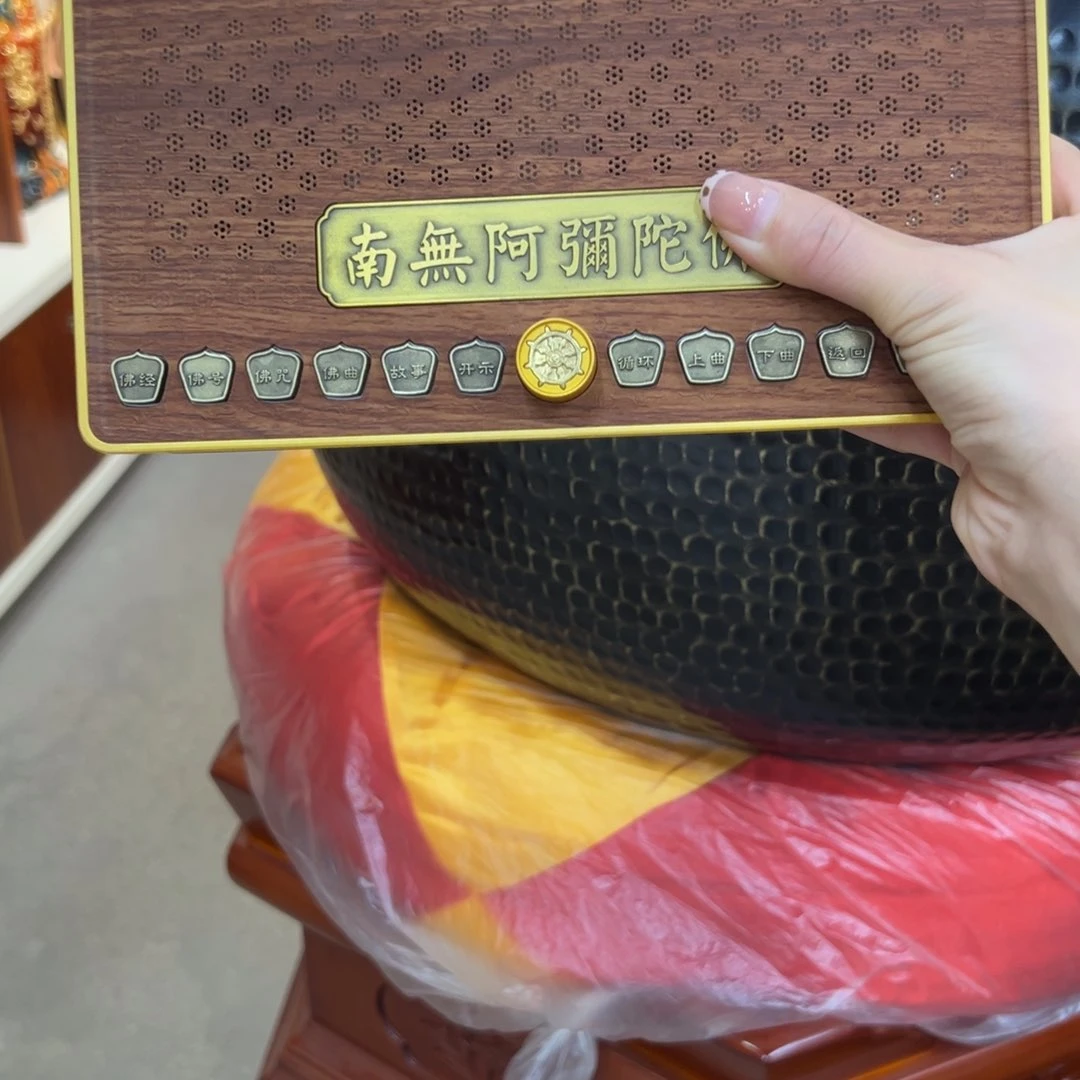 南無阿彌陀佛
佛经 佛号 佛咒 佛曲 故事 开示 循环 上曲 下曲 返回